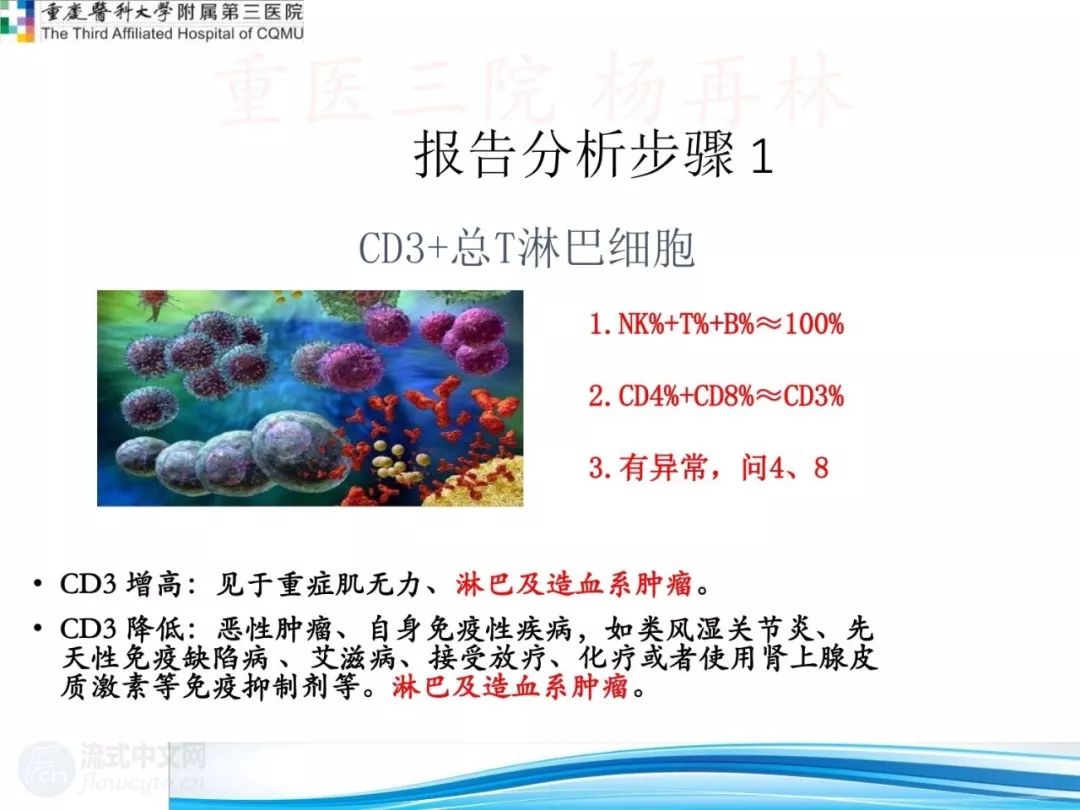 重庆醫科大学附属第三医院
The Third Affiliated Hospital of CQMU
重医三院 杨再林
报告分析步骤 1
CD3+总T淋巴细胞
1.NK%+T%+B%≈100%
2.CD4%+CD8%≈CD3%
3.有异常，问4、8
• CD3 增高：见于重症肌无力、淋巴及造血系肿瘤。
• CD3 降低：恶性肿瘤、自身免疫性疾病，如类风湿关节炎、先
天性免疫缺陷病 、艾滋病、接受放疗、化疗或者使用肾上腺皮
质激素等免疫抑制剂等。淋巴及造血系肿瘤。
流式中文网
flowcyto.cn